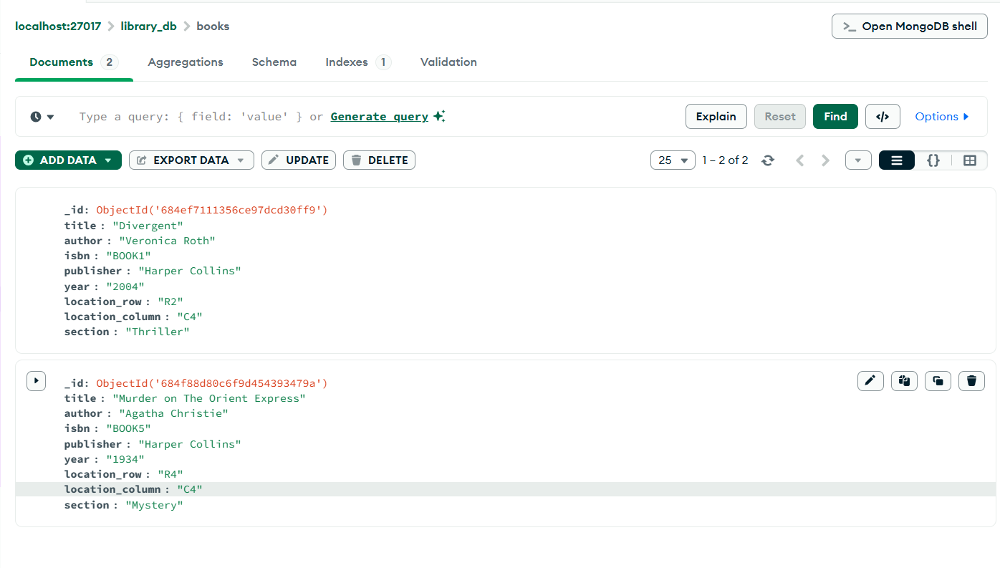 localhost:27017 > library_db > books
>_ Open MongoDB shell
Documents 2 Aggregations Schema Indexes 1 Validation
Type a query: { field: 'value' } or Generate query
Explain Reset Find </> Options
ADD DATA EXPORT DATA UPDATE DELETE 25 1 – 2 of 2 {}
_id: ObjectId('684ef7111356ce97dcd30ff9')
title : "Divergent"
author : "Veronica Roth"
isbn : "BOOK1"
publisher : "Harper Collins"
year : "2004"
location_row : "R2"
location_column : "C4"
section : "Thriller"
_id: ObjectId('684f88d80c6f9d454393479a')
title : "Murder on The Orient Express"
author : "Agatha Christie"
isbn : "BOOK5"
publisher : "Harper Collins"
year : "1934"
location_row : "R4"
location_column : "C4"
section : "Mystery"